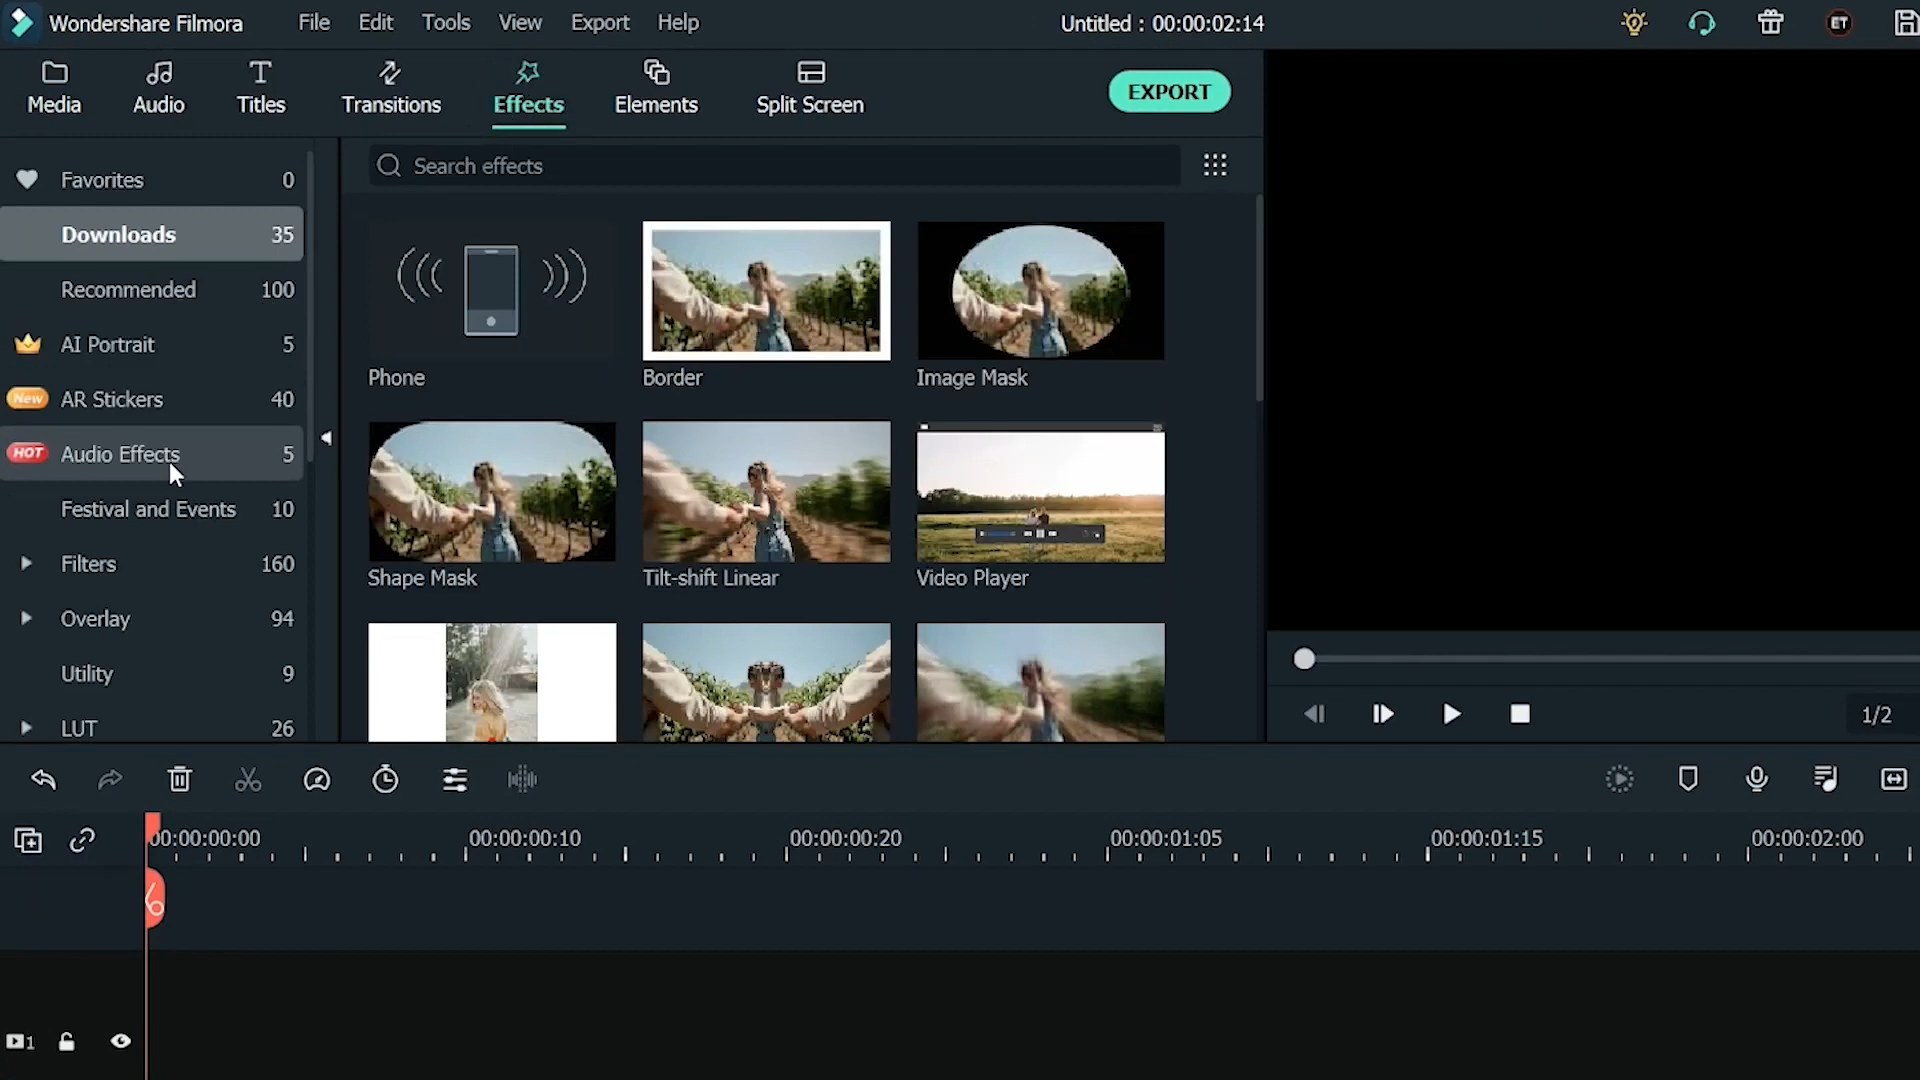 Wondershare Filmora File Edit Tools View Export Help Untitled : 00:00:02:14 ET
Media Audio Titles Transitions Effects Elements Split Screen EXPORT
Search effects
Favorites 0
Downloads 35
Recommended 100
AI Portrait 5
New AR Stickers 40
HOT Audio Effects 5
Festival and Events 10
Filters 160
Overlay 94
Utility 9
LUT 26
Phone Border Image Mask
Shape Mask Tilt-shift Linear Video Player
1/2
00:00:00:00 00:00:00:10 00:00:00:20 00:00:01:05 00:00:01:15 00:00:02:00
1